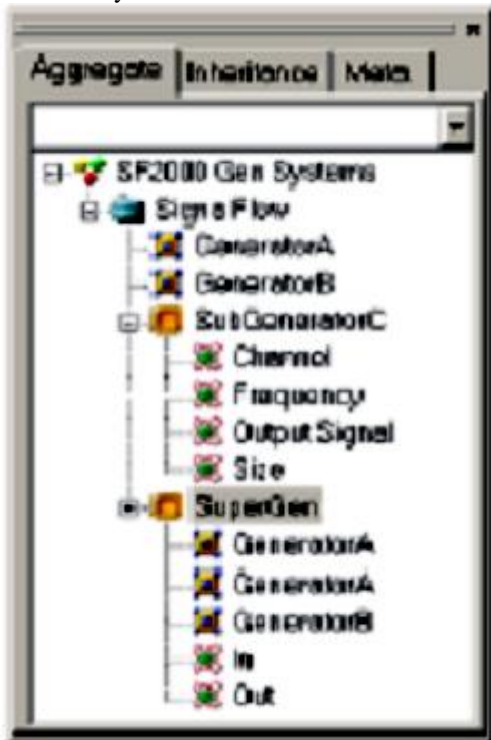 Aggregate Inheritance Meta
SF2000 Gen Systems
Signal Flow
GeneratorA
GeneratorB
SubGeneratorC
Channel
Frequency
Output Signal
Size
SuperGen
GeneratorA
GeneratorA
GeneratorB
In
Out